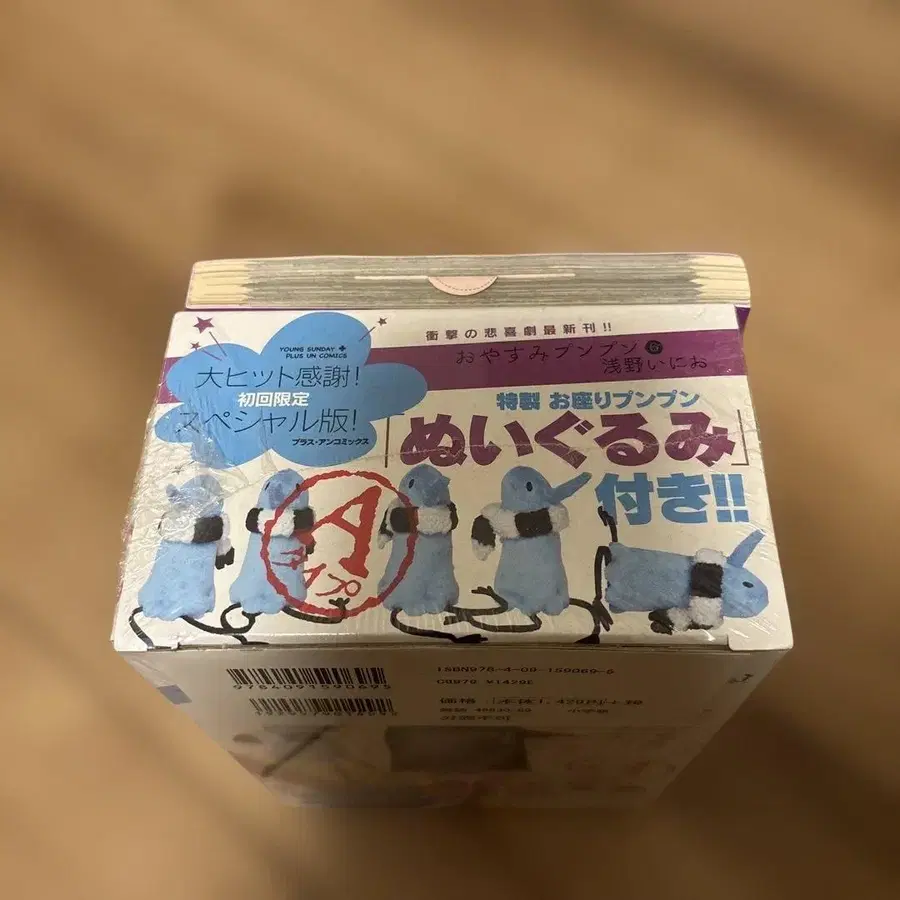 衝撃の悲喜劇最新刊!!
おやすみプンプン⑥
浅野いにお
YOUNG SUNDAY +
PLUS UN COMICS
大ヒット感謝!
初回限定
スペシャル版!
プラス・アンコミックス
特製 お座りプンプン
「ぬいぐるみ」
付き!!
A
タイプ
ISBN978-4-09-159069-5
9784091590695
価格